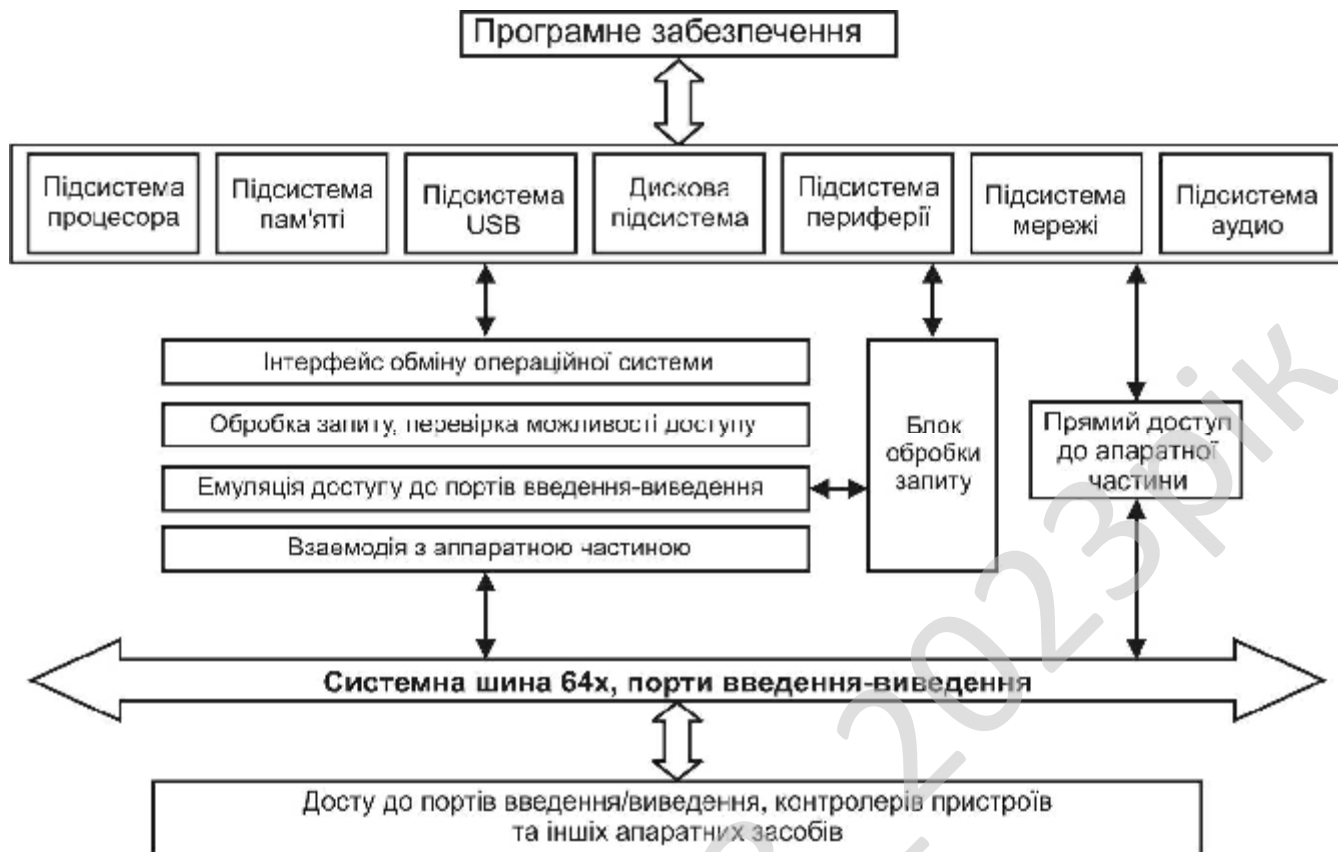 Програмне забезпечення
Підсистема
процесора
Підсистема
пам'яті
Підсистема
USB
Дискова
підсистема
Підсистема
периферії
Підсистема
мережі
Підсистема
аудио
Інтерфейс обміну операційної системи
Обробка запиту, перевірка можливості доступу
Емуляція доступу до портів введення-виведення
Взаемодія з аппаратною частиною
Блок
обробки
запиту
Прямий доступ
до апаратної
частини
Системна шина 64х, порти введення-виведення
Досту до портів введення/виведення, контролерів пристроїв
та іншіх апаратних засобів
2023рік